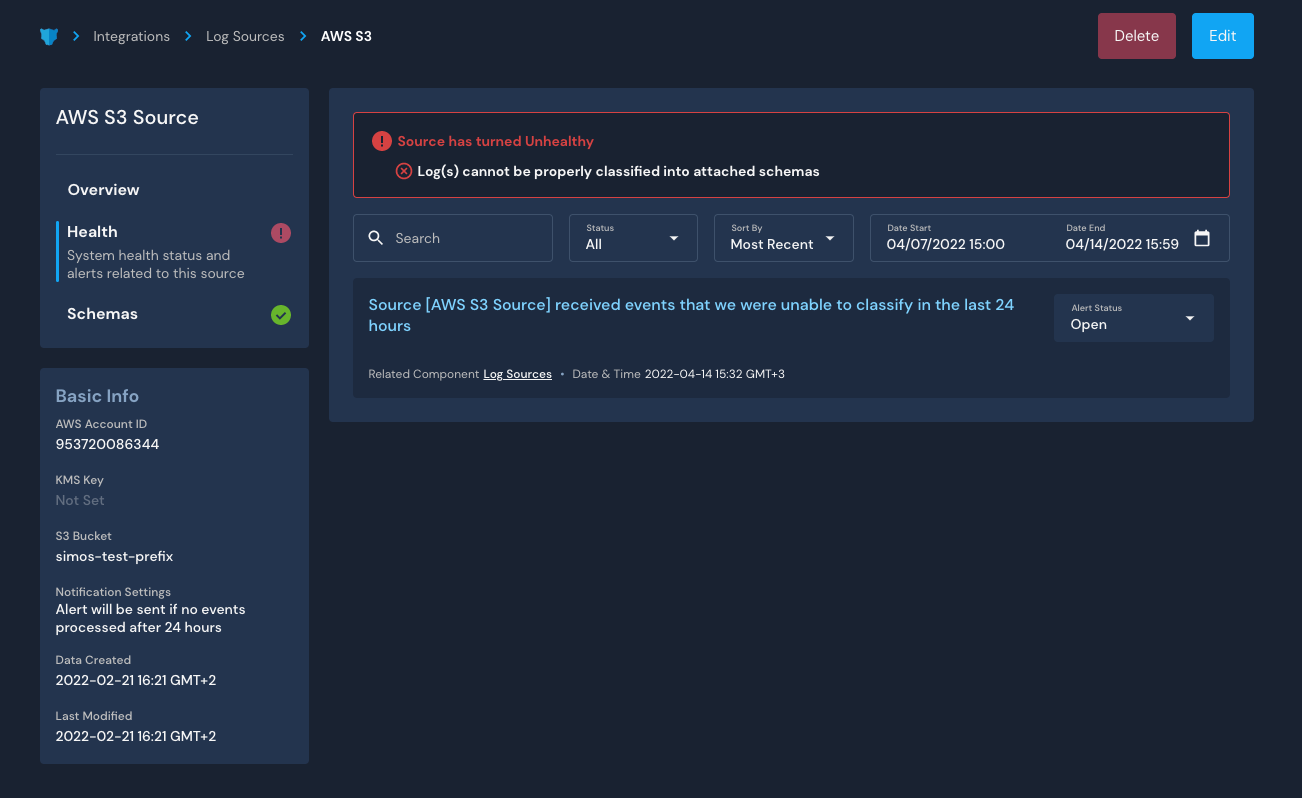 Integrations
Log Sources
AWS S3
Delete
Edit
AWS S3 Source
Overview
Health
System health status and
alerts related to this source
Schemas
Basic Info
AWS Account ID
953720086344
KMS Key
Not Set
S3 Bucket
simos-test-prefix
Notification Settings
Alert will be sent if no events
processed after 24 hours
Data Created
2022-02-21 16:21 GMT+2
Last Modified
2022-02-21 16:21 GMT+2
Source has turned Unhealthy
Log(s) cannot be properly classified into attached schemas
Search
Status
All
Sort By
Most Recent
Date Start
04/07/2022 15:00
Date End
04/14/2022 15:59
Source [AWS S3 Source] received events that we were unable to classify in the last 24
hours
Alert Status
Open
Related Component Log Sources • Date & Time 2022-04-14 15:32 GMT+3